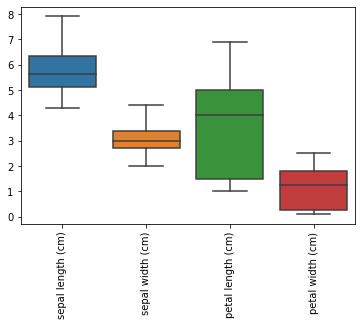 8
7
6
5
4
3
2
1
0
sepal length (cm)
sepal width (cm)
petal length (cm)
petal width (cm)